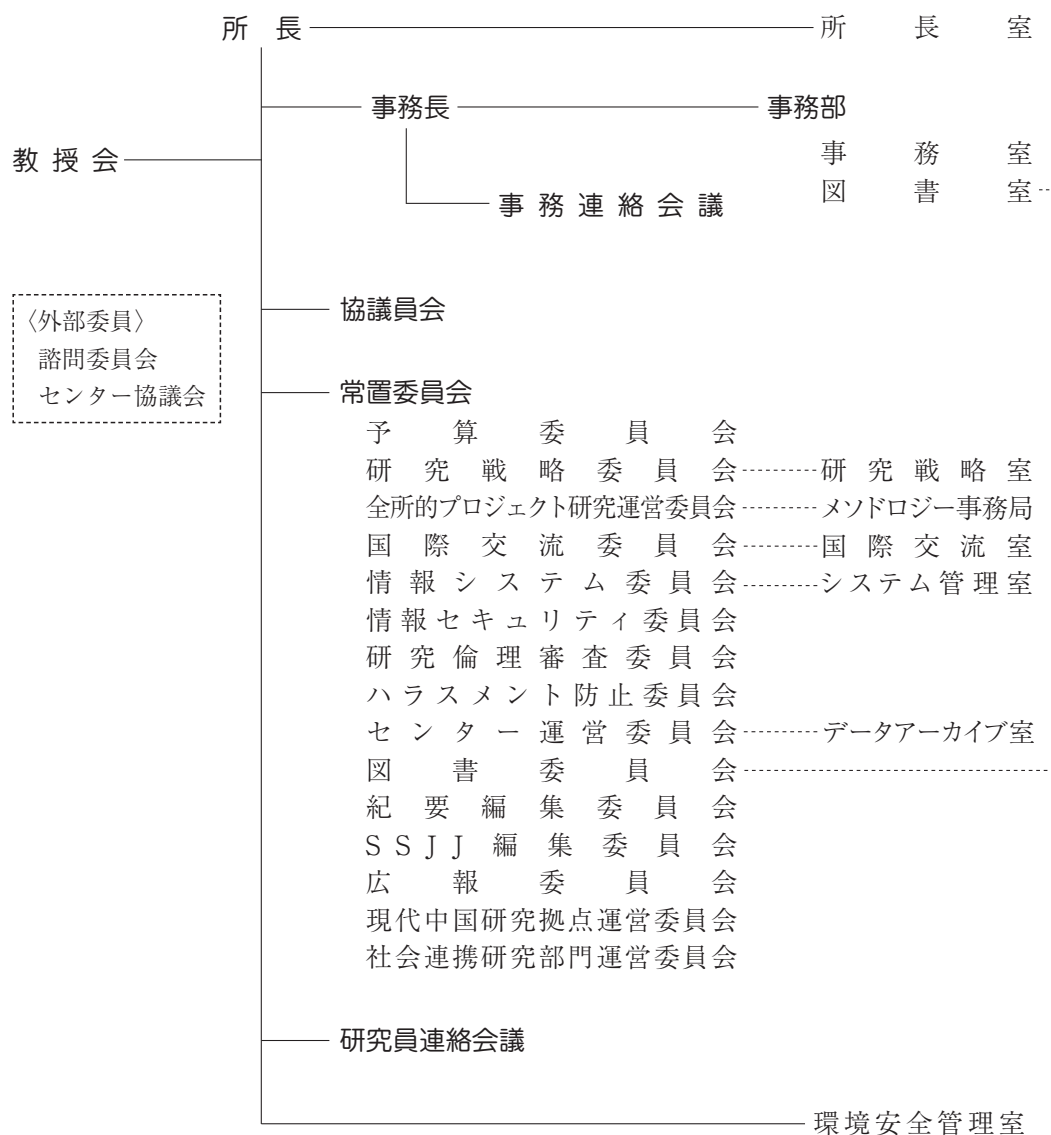 所長 所長室
事務長 事務部
教授会 事務室
図書室
事務連絡会議
協議員会
〈外部委員〉
諮問委員会
センター協議会
常置委員会
予算委員会
研究戦略委員会 研究戦略室
全所的プロジェクト研究運営委員会 メソドロジー事務局
国際交流委員会 国際交流室
情報システム委員会 システム管理室
情報セキュリティ委員会
研究倫理審査委員会
ハラスメント防止委員会
センター運営委員会 データアーカイブ室
図書委員会
紀要編集委員会
SSJJ編集委員会
広報委員会
現代中国研究拠点運営委員会
社会連携研究部門運営委員会
研究員連絡会議
環境安全管理室